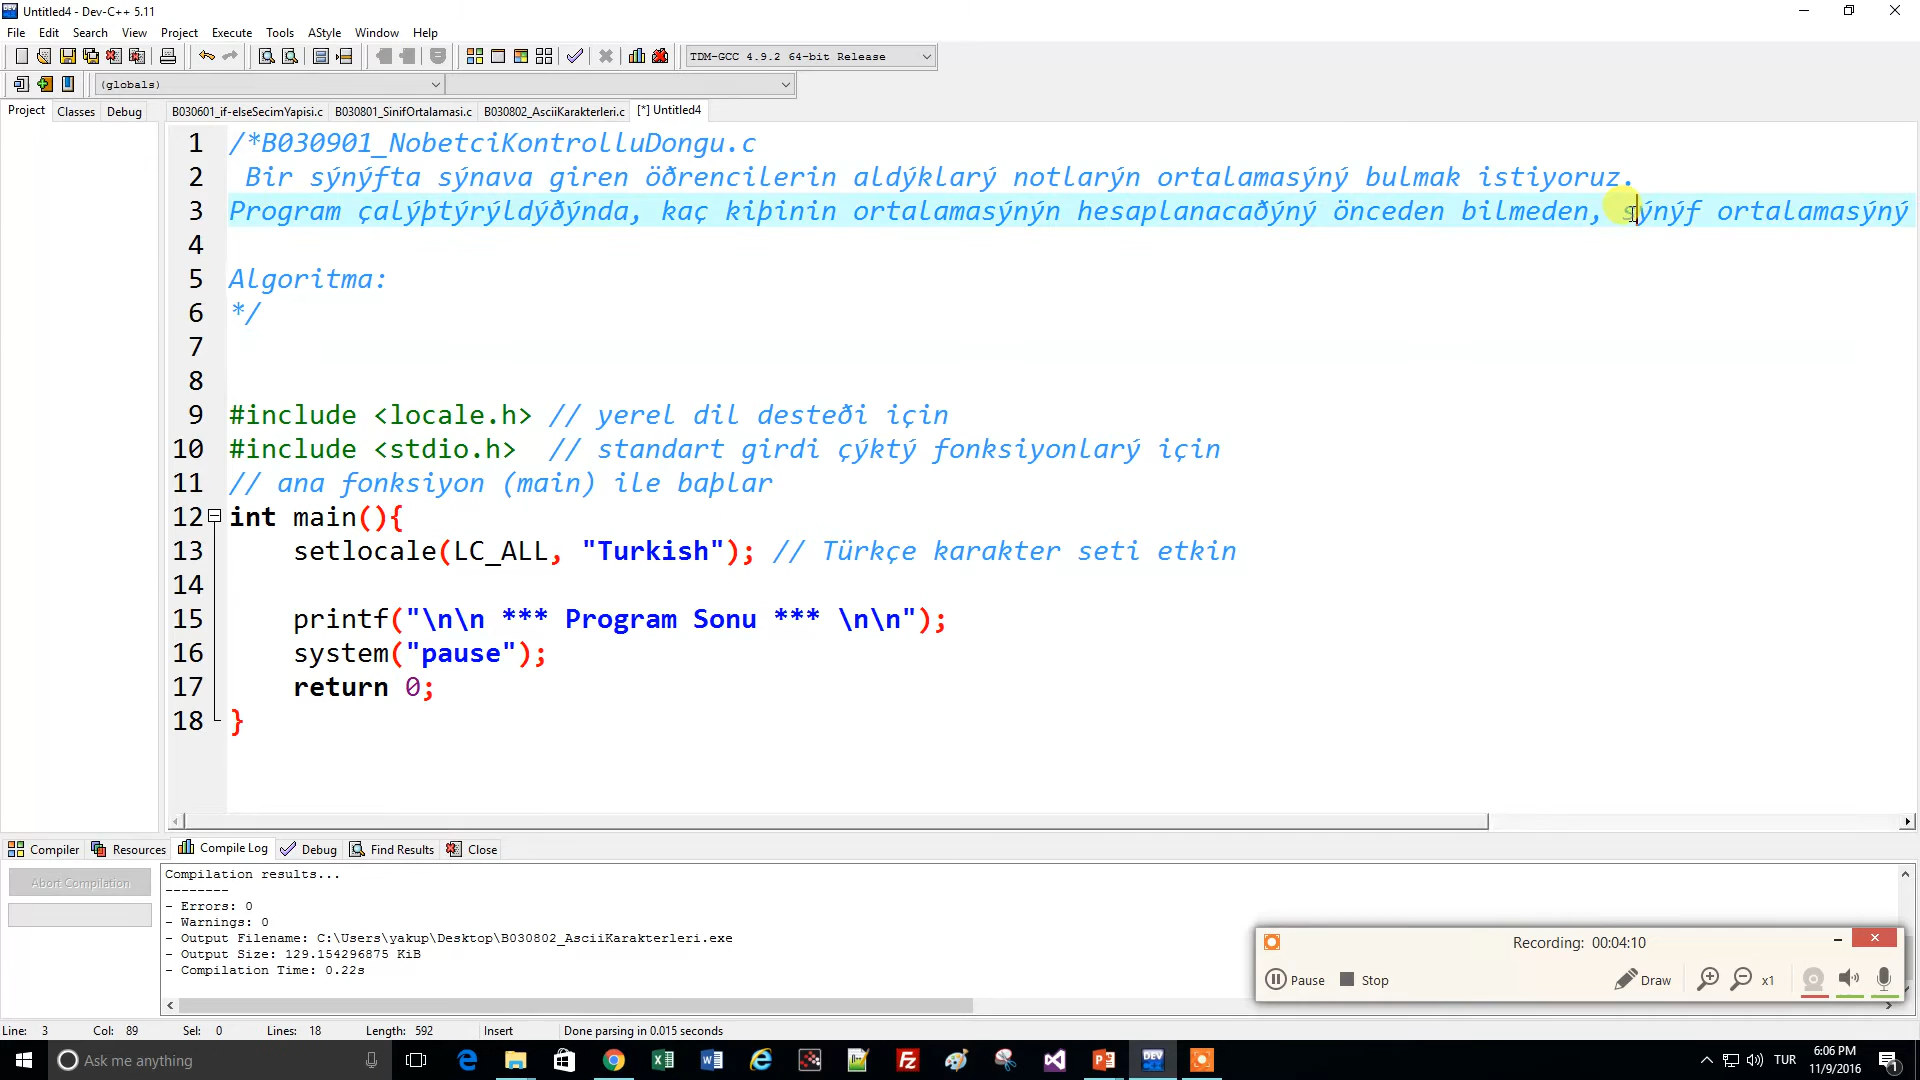 Untitled4 - Dev-C++ 5.11
File Edit Search View Project Execute Tools AStyle Window Help
TDM-GCC 4.9.2 64-bit Release
(globals)
Project Classes Debug B030601_if-elseSecimYapisi.c B030801_SinifOrtalamasi.c B030802_AsciiKarakterleri.c [*] Untitled4
1 /*B030901_NobetciKontrolluDongu.c
2 Bir sýnýfta sýnava giren öðrencilerin aldýklarý notlarýn ortalamasýný bulmak istiyoruz.
3 Program çalýþtýrýldýðýnda, kaç kiþinin ortalamasýnýn hesaplanacaðýný önceden bilmeden, sýnýf ortalamasýný
4
5 Algoritma:
6 */
7
8
9 #include <locale.h> // yerel dil desteði için
10 #include <stdio.h> // standart girdi çýktý fonksiyonlarý için
11 // ana fonksiyon (main) ile baþlar
12 int main(){
13 setlocale(LC_ALL, "Turkish"); // Türkçe karakter seti etkin
14
15 printf("\n\n *** Program Sonu *** \n\n");
16 system("pause");
17 return 0;
18 }
Compiler Resources Compile Log Debug Find Results Close
Abort Compilation
Compilation results...
--------
- Errors: 0
- Warnings: 0
- Output Filename: C:\Users\yakup\Desktop\B030802_AsciiKarakterleri.exe
- Output Size: 129.154296875 KiB
- Compilation Time: 0.22s
Recording: 00:04:10
Pause Stop Draw x1
Line: 3 Col: 89 Sel: 0 Lines: 18 Length: 592 Insert Done parsing in 0.015 seconds
Ask me anything
TUR
6:06 PM
11/9/2016
1